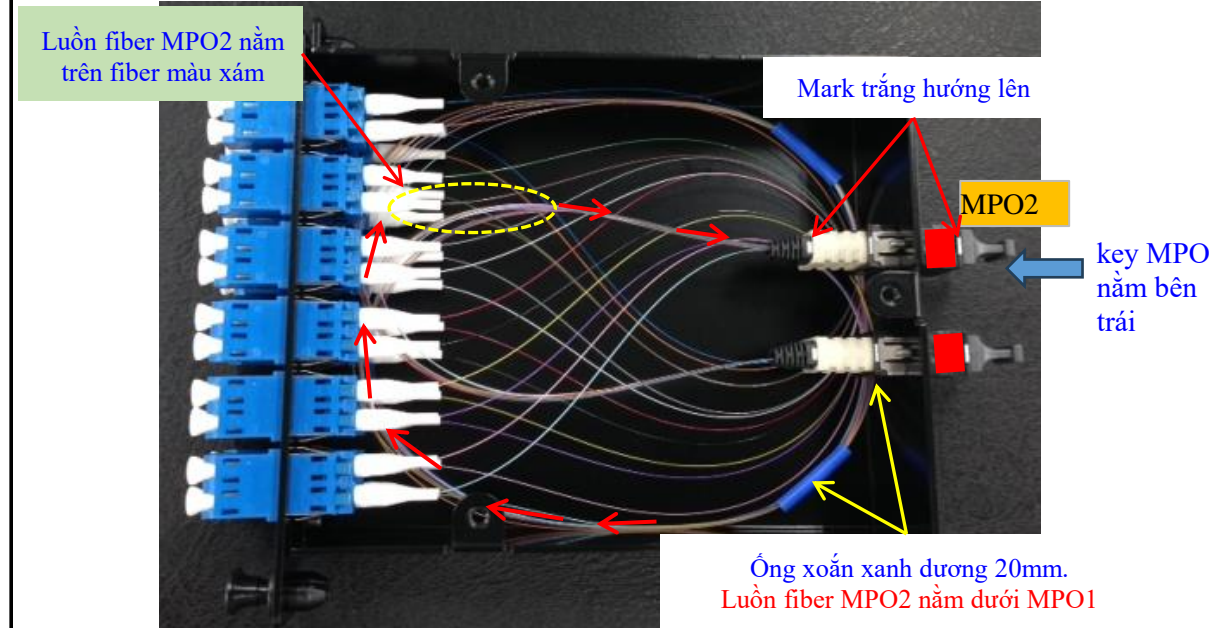 Luồn fiber MPO2 nằm
trên fiber màu xám
Mark trắng hướng lên
MPO2
key MPO
nằm bên
trái
Ống xoắn xanh dương 20mm.
Luồn fiber MPO2 nằm dưới MPO1